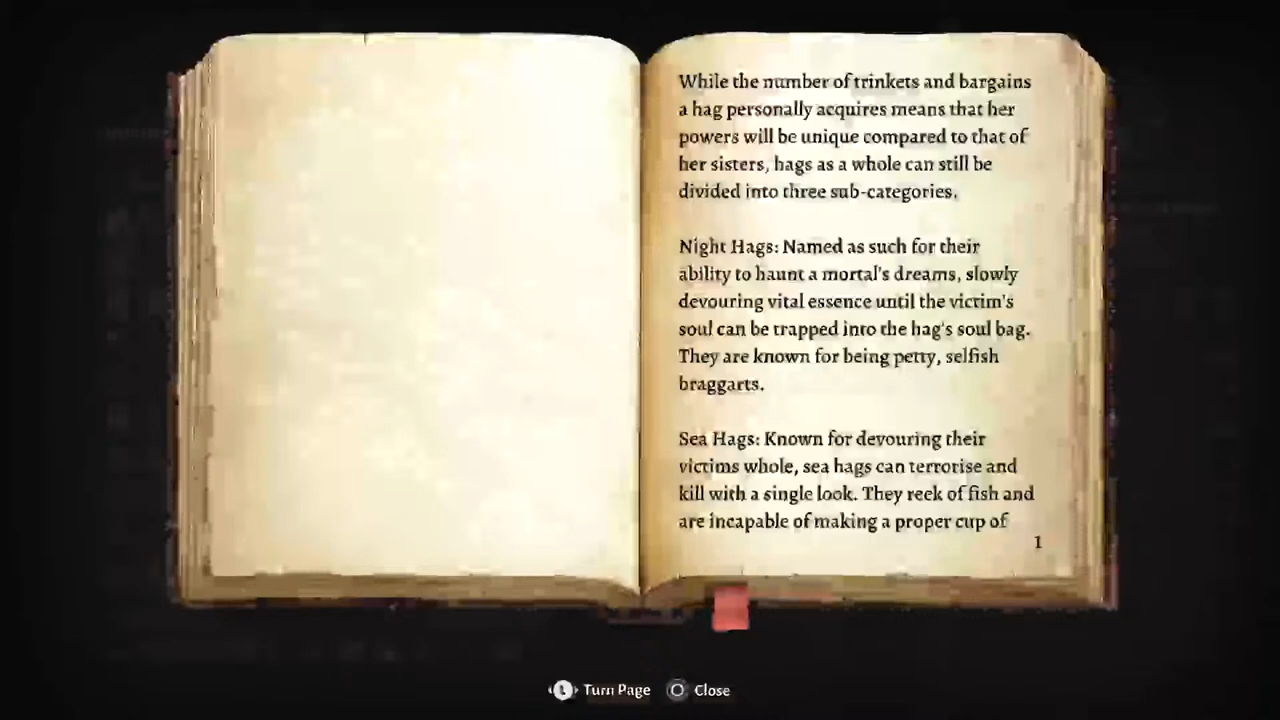 While the number of trinkets and bargains
a hag personally acquires means that her
powers will be unique compared to that of
her sisters, hags as a whole can still be
divided into three sub-categories.
Night Hags: Named as such for their
ability to haunt a mortal's dreams, slowly
devouring vital essence until the victim's
soul can be trapped into the hag's soul bag.
They are known for being petty, selfish
braggarts.
Sea Hags: Known for devouring their
victims whole, sea hags can terrorise and
kill with a single look. They reek of fish and
are incapable of making a proper cup of
1
L Turn Page Close